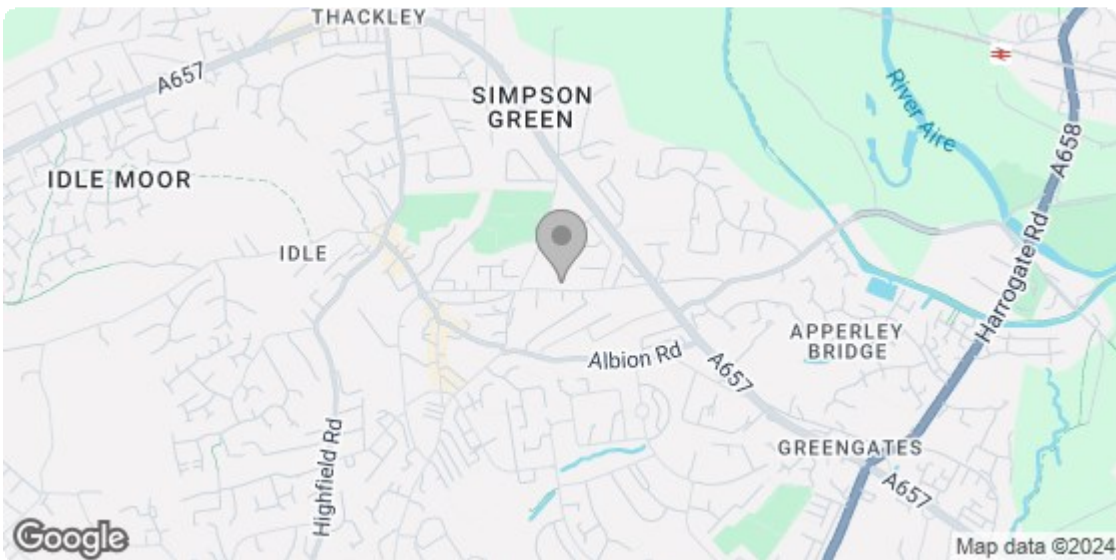 THACKLEY
A657
SIMPSON
GREEN
River Aire
A658
IDLE MOOR
IDLE
Harrogate Rd
APPERLEY
BRIDGE
Albion Rd
A657
Highfield Rd
GREENGATES
A657
Google
Map data ©2024